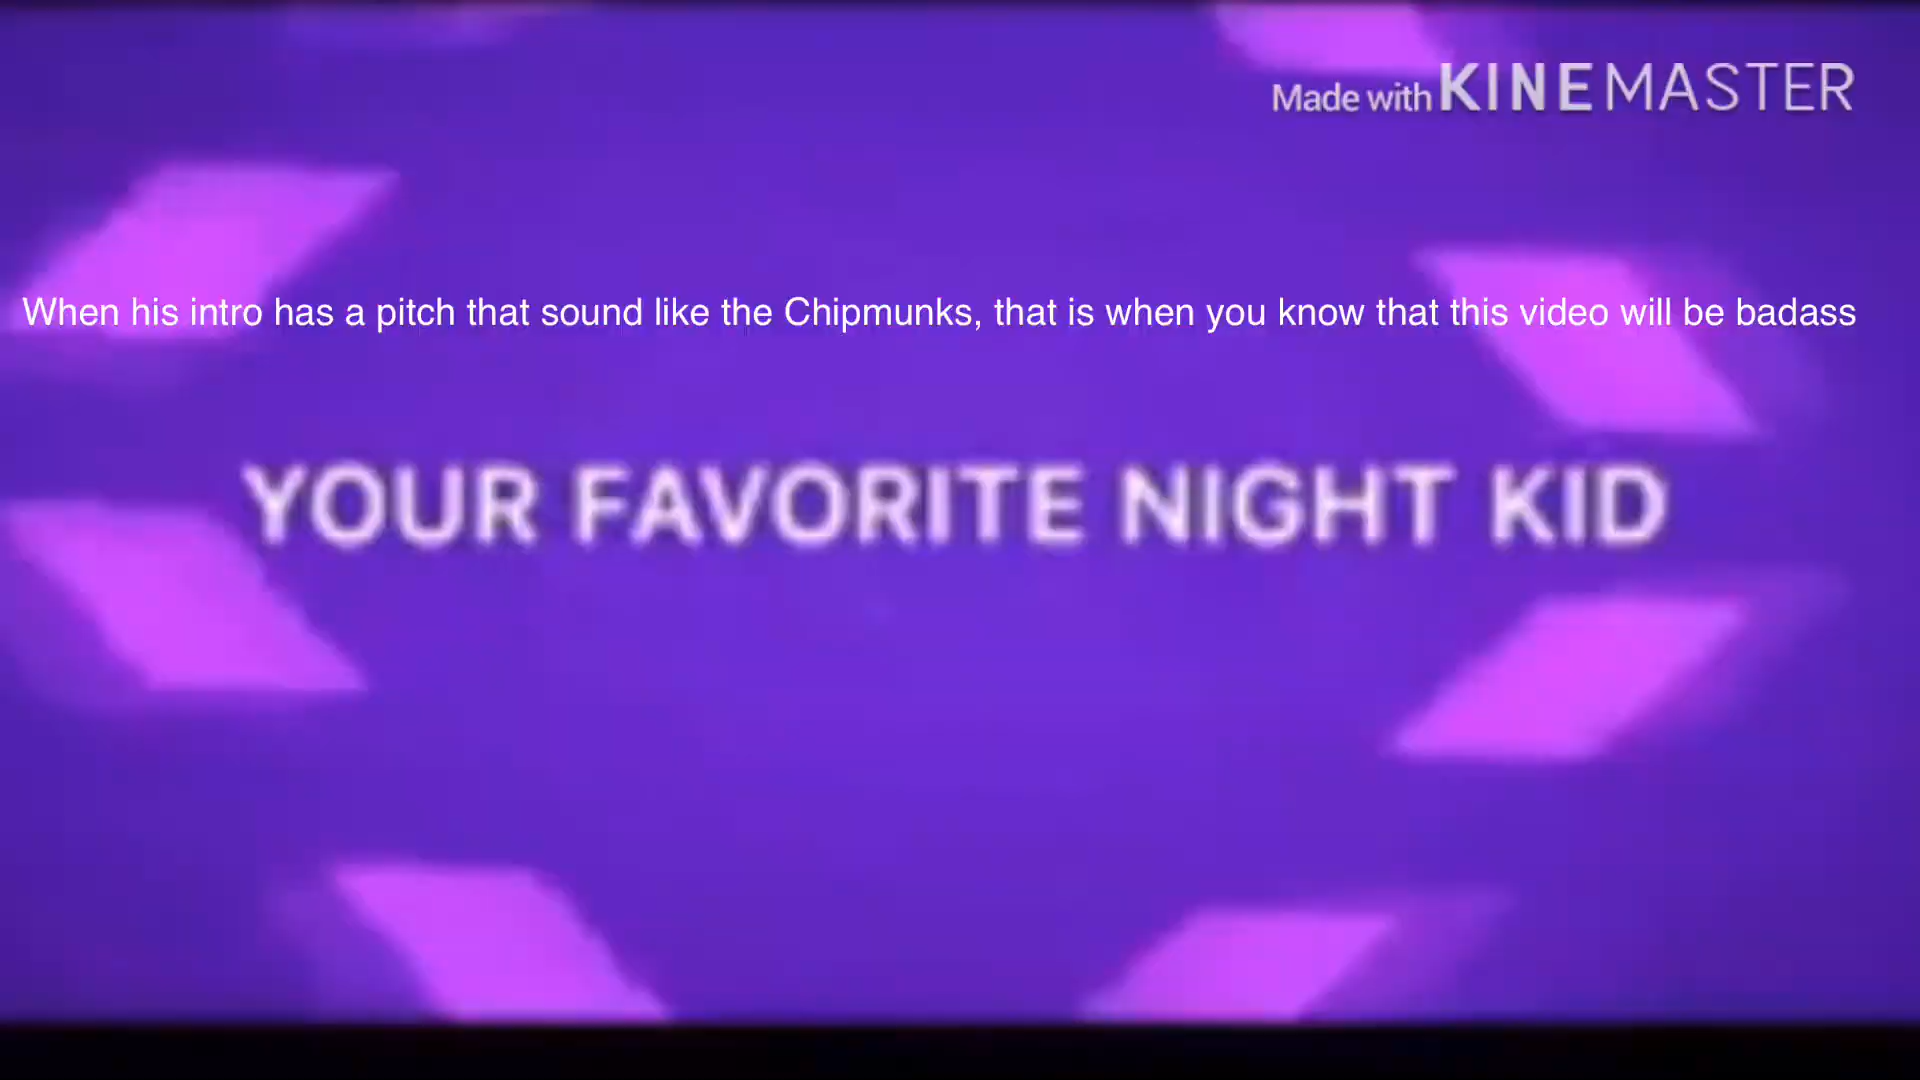 Made with KINEMASTER
When his intro has a pitch that sound like the Chipmunks, that is when you know that this video will be badass
YOUR FAVORITE NIGHT KID